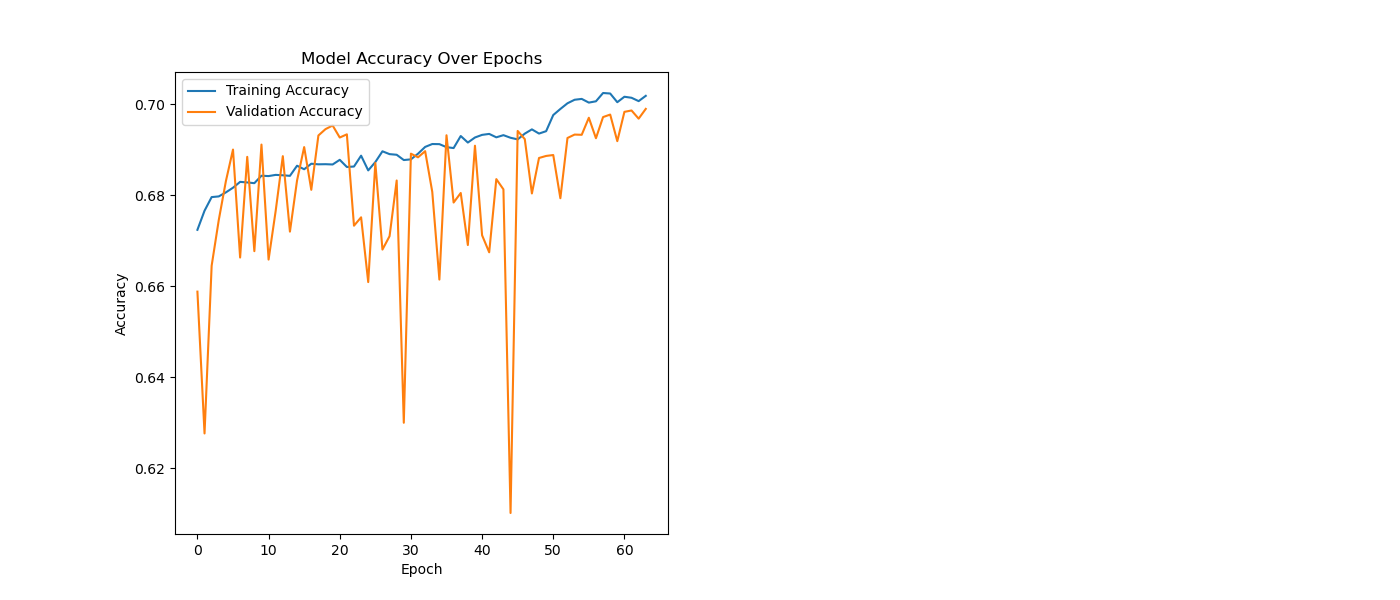 Model Accuracy Over Epochs
Training Accuracy
Validation Accuracy
0.70
0.68
0.66
0.64
0.62
Accuracy
0 10 20 30 40 50 60
Epoch